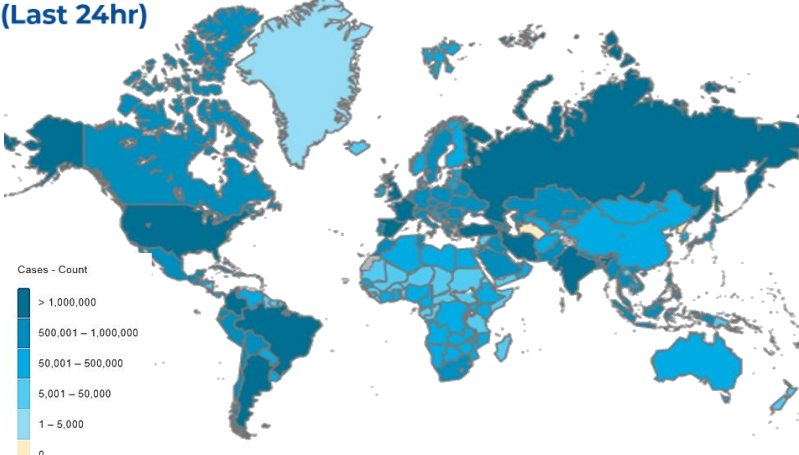 (Last 24hr)
Cases - Count
> 1,000,000
500,001 – 1,000,000
50,001 – 500,000
5,001 – 50,000
1 – 5,000
0